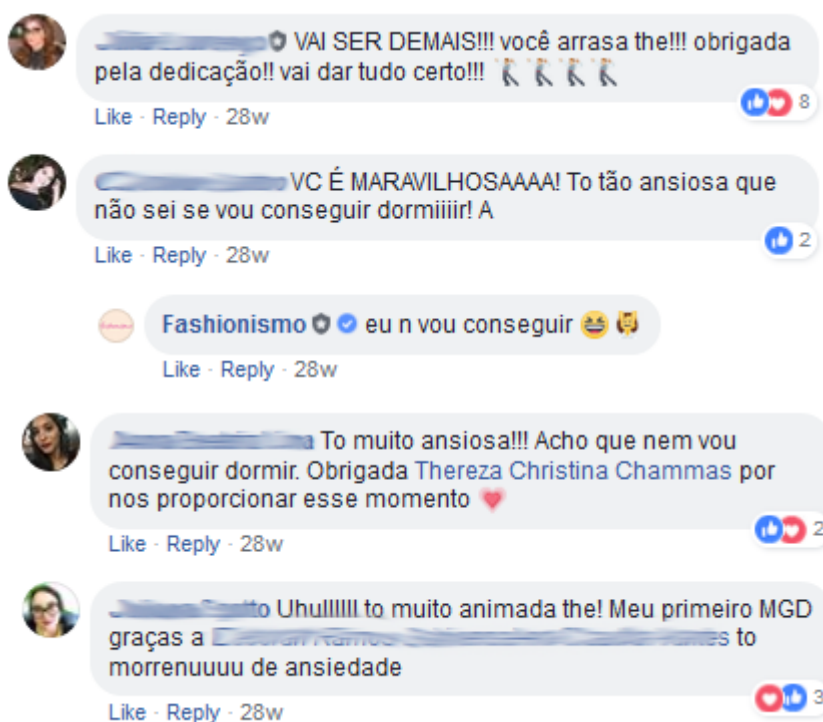 VAI SER DEMAIS!!! você arrasa the!!! obrigada
pela dedicação!! vai dar tudo certo!!!
8
Like · Reply · 28w
VC É MARAVILHOSAAAA! To tão ansiosa que
não sei se vou conseguir dormiiiir! A
2
Like · Reply · 28w
Fashionismo eu n vou conseguir 😆
Like · Reply · 28w
To muito ansiosa!!! Acho que nem vou
conseguir dormir. Obrigada Thereza Christina Chammas por
nos proporcionar esse momento 💗
2
Like · Reply · 28w
Uhullllll to muito animada the! Meu primeiro MGD
graças a to
morrenuuuu de ansiedade
3
Like · Reply · 28w